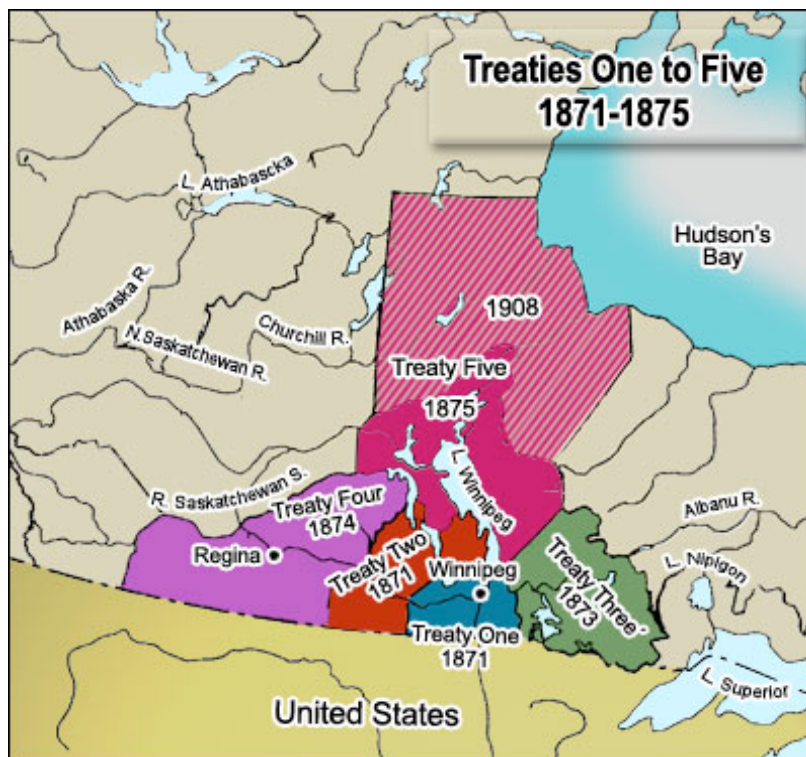 Treaties One to Five
1871-1875
L. Athabascka
Hudson's
Bay
Athabaska R.
N.Saskatchewan R.
Churchill R.
1908
Treaty Five
1875
L. Winnipeg
R. Saskatchewan S.
Treaty Four
1874
Regina
Treaty Two
1871
Winnipeg
Treaty One
1871
Treaty Three
1873
Albanu R.
L. Nipigon
L. Superior
United States